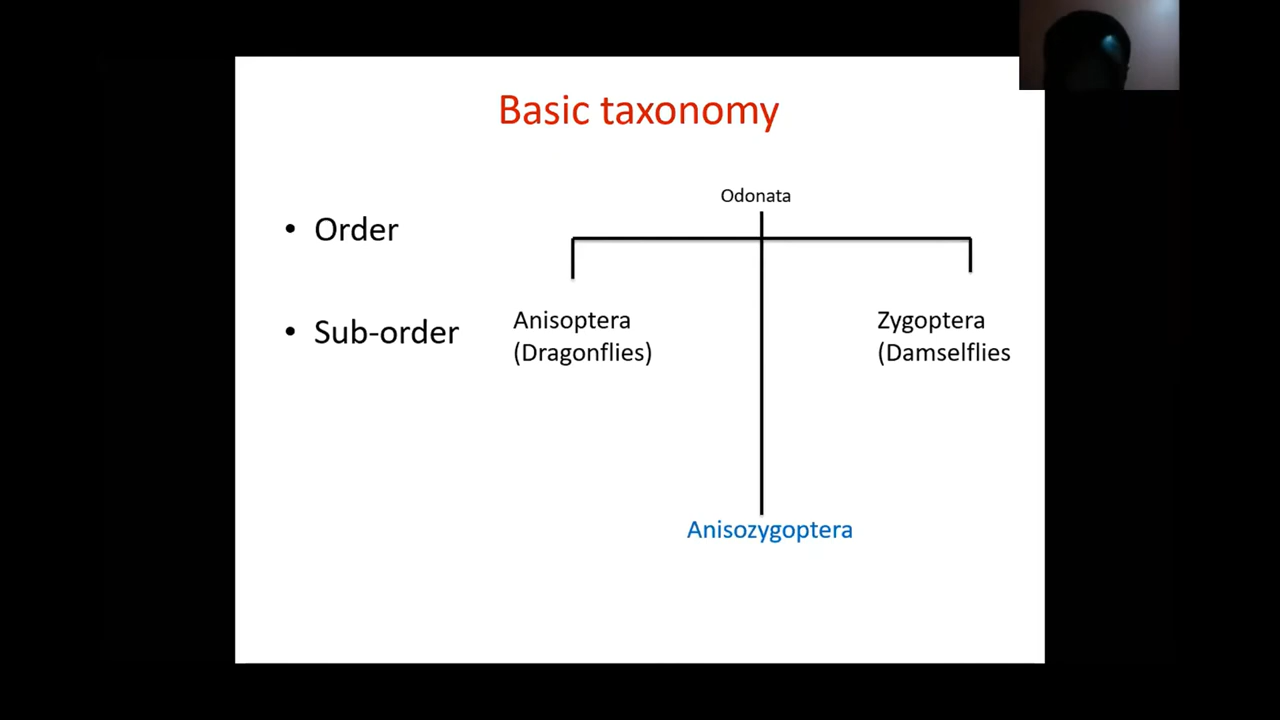 Basic taxonomy
Odonata
• Order
• Sub-order
Anisoptera
(Dragonflies)
Zygoptera
(Damselflies
Anisozygoptera